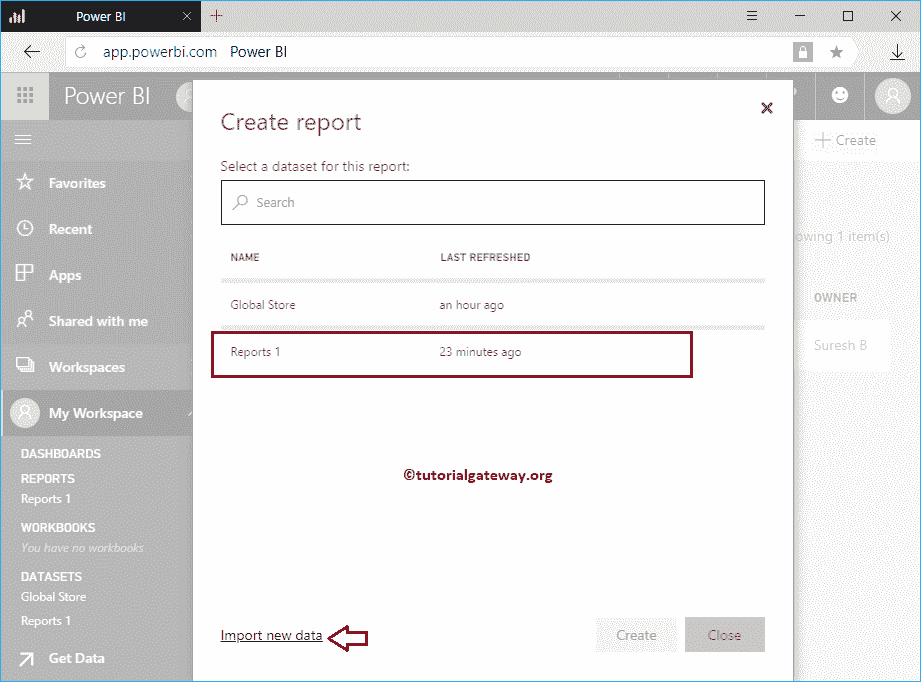 Power BI
app.powerbi.com Power BI
Power BI
Create report
Select a dataset for this report:
Search
NAME LAST REFRESHED
Global Store an hour ago
Reports 1 23 minutes ago
©tutorialgateway.org
Import new data
Create Close
Favorites
Recent
Apps
Shared with me
Workspaces
My Workspace
DASHBOARDS
REPORTS
Reports 1
WORKBOOKS
You have no workbooks
DATASETS
Global Store
Reports 1
Get Data
Create
owing 1 item(s)
OWNER
Suresh B